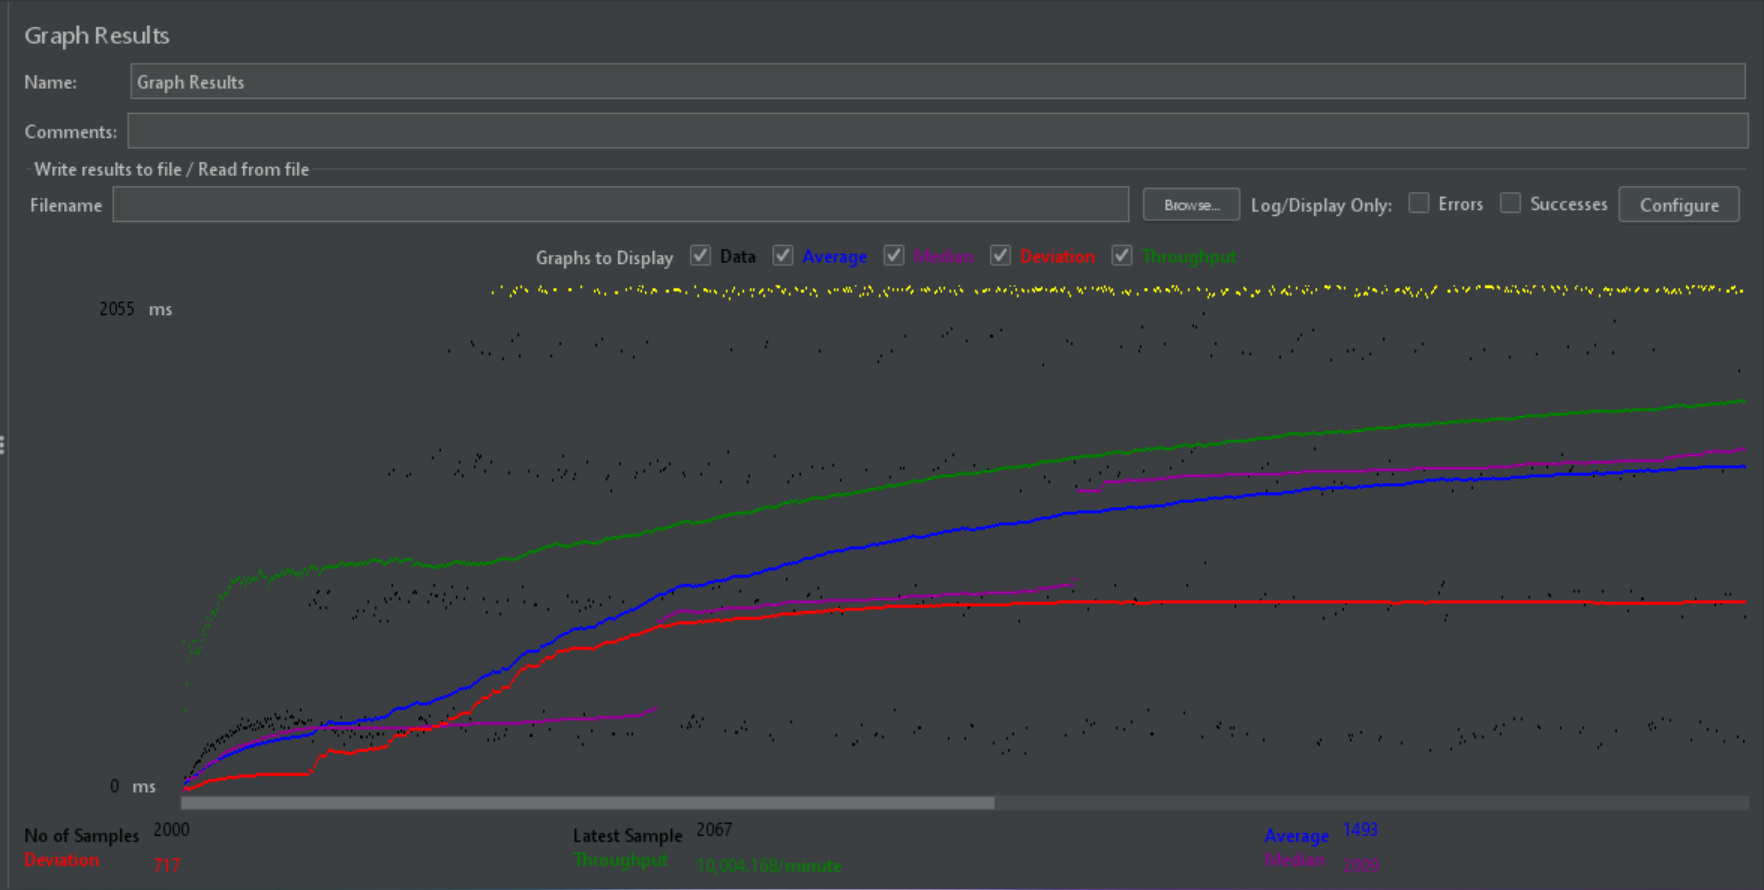 Graph Results
Name: Graph Results
Comments:
Write results to file / Read from file
Filename Browse... Log/Display Only: Errors Successes Configure
Graphs to Display Data Average Median Deviation Throughput
2055 ms
0 ms
No of Samples 2000 Latest Sample 2067 Average 1493
Deviation 717 Throughput 10,004.168/minute Median